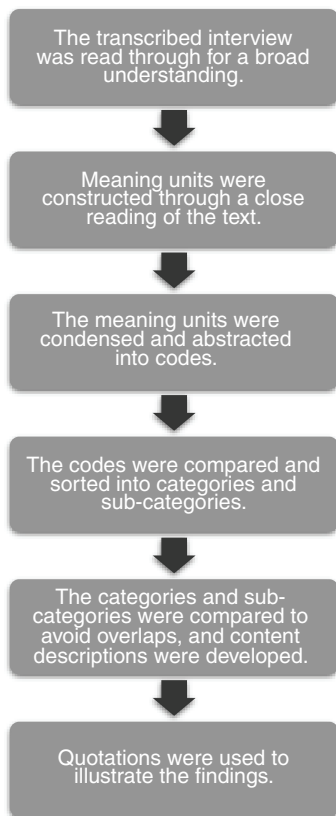 The transcribed interview
was read through for a broad
understanding.
Meaning units were
constructed through a close
reading of the text.
The meaning units were
condensed and abstracted
into codes.
The codes were compared and
sorted into categories and
sub-categories.
The categories and sub-
categories were compared to
avoid overlaps, and content
descriptions were developed.
Quotations were used to
illustrate the findings.